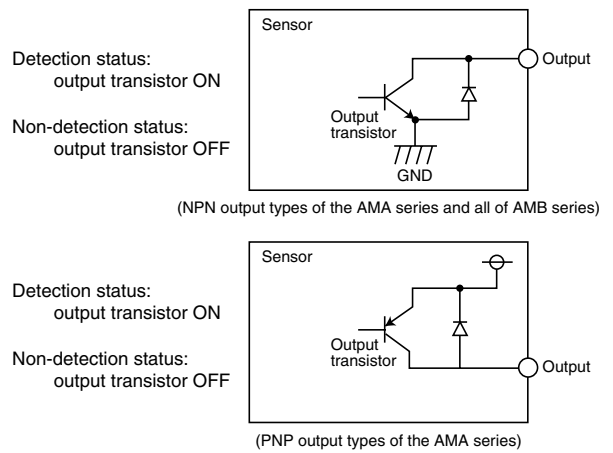 Sensor
Detection status:
output transistor ON
Output
Output
transistor
Non-detection status:
output transistor OFF
GND
(NPN output types of the AMA series and all of AMB series)
Sensor
Detection status:
output transistor ON
Output
transistor
Non-detection status:
output transistor OFF
Output
(PNP output types of the AMA series)